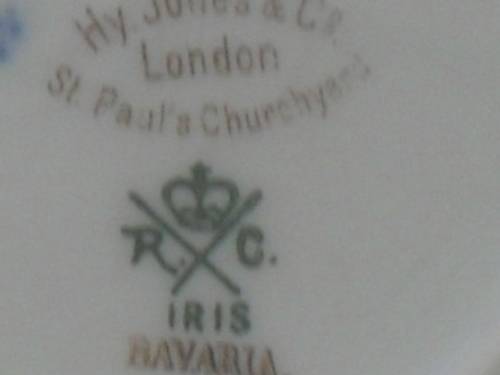 Hy. Jones & Co.
London
St. Paul's Churchyard
R. C.
IRIS
BAVARIA